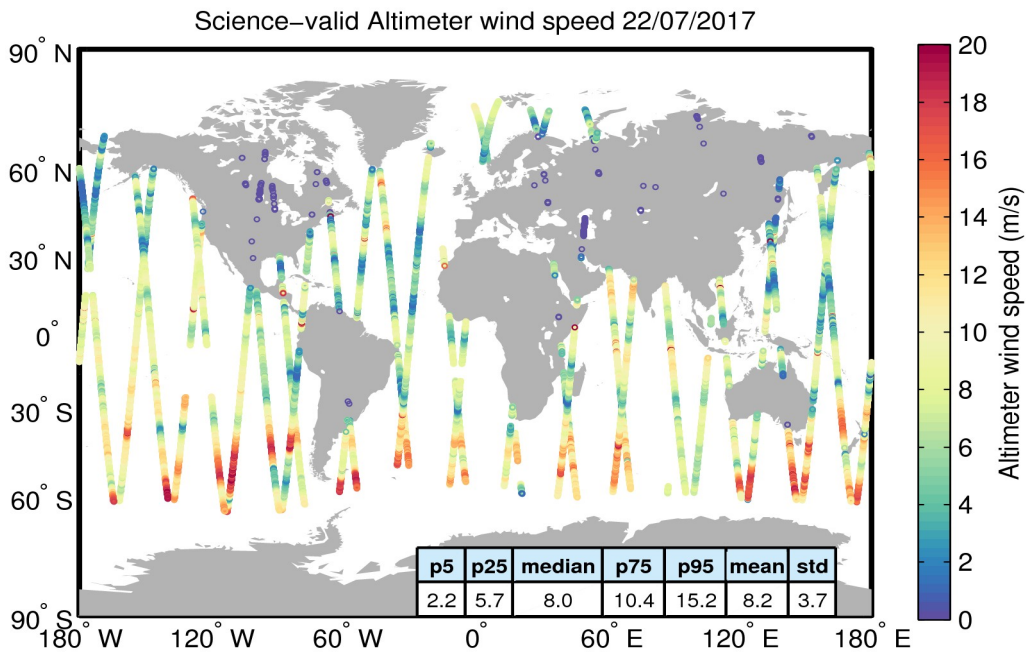 Science-valid Altimeter wind speed 22/07/2017
90° N
60° N
30° N
0°
30° S
60° S
90° S
180° W
120° W
60° W
0°
60° E
120° E
180° E
p5 p25 median p75 p95 mean std
2.2 5.7 8.0 10.4 15.2 8.2 3.7
20
18
16
14
12
10
8
6
4
2
0
Altimeter wind speed (m/s)